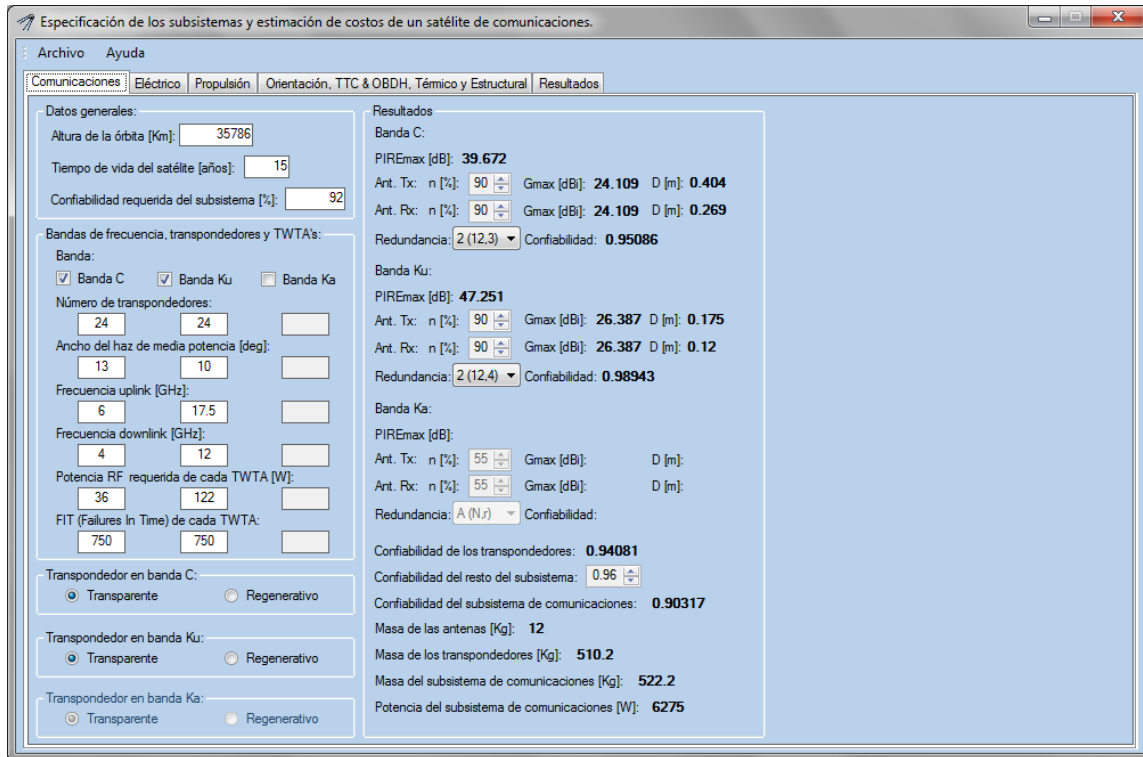 Especificación de los subsistemas y estimación de costos de un satélite de comunicaciones.
Archivo Ayuda
Comunicaciones Eléctrico Propulsión Orientación, TTC & OBDH, Térmico y Estructural Resultados
Datos generales:
Altura de la órbita [Km]: 35786
Tiempo de vida del satélite [años]: 15
Confiabilidad requerida del subsistema [%]: 92
Bandas de frecuencia, transpondedores y TWTA's:
Banda:
Banda C Banda Ku Banda Ka
Número de transpondedores:
24 24
Ancho del haz de media potencia [deg]:
13 10
Frecuencia uplink [GHz]:
6 17.5
Frecuencia downlink [GHz]:
4 12
Potencia RF requerida de cada TWTA [W]:
36 122
FIT (Failures In Time) de cada TWTA:
750 750
Transpondedor en banda C:
Transparente Regenerativo
Transpondedor en banda Ku:
Transparente Regenerativo
Transpondedor en banda Ka:
Transparente Regenerativo
Resultados
Banda C:
PIREmax [dB]: 39.672
Ant. Tx: n [%]: 90 Gmax [dBi]: 24.109 D [m]: 0.404
Ant. Rx: n [%]: 90 Gmax [dBi]: 24.109 D [m]: 0.269
Redundancia: 2 (12,3) Confiabilidad: 0.95086
Banda Ku:
PIREmax [dB]: 47.251
Ant. Tx: n [%]: 90 Gmax [dBi]: 26.387 D [m]: 0.175
Ant. Rx: n [%]: 90 Gmax [dBi]: 26.387 D [m]: 0.12
Redundancia: 2 (12,4) Confiabilidad: 0.98943
Banda Ka:
PIREmax [dB]:
Ant. Tx: n [%]: 55 Gmax [dBi]: D [m]:
Ant. Rx: n [%]: 55 Gmax [dBi]: D [m]:
Redundancia: A (N,r) Confiabilidad:
Confiabilidad de los transpondedores: 0.94081
Confiabilidad del resto del subsistema: 0.96
Confiabilidad del subsistema de comunicaciones: 0.90317
Masa de las antenas [Kg]: 12
Masa de los transpondedores [Kg]: 510.2
Masa del subsistema de comunicaciones [Kg]: 522.2
Potencia del subsistema de comunicaciones [W]: 6275